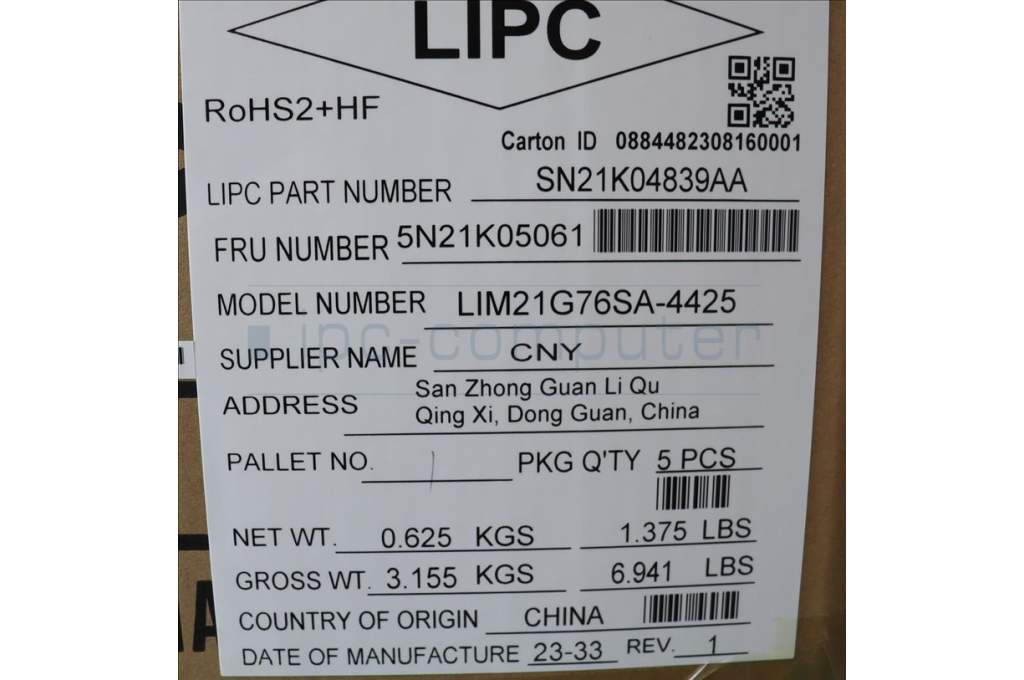 LIPC
RoHS2+HF
Carton ID 0884482308160001
LIPC PART NUMBER SN21K04839AA
FRU NUMBER 5N21K05061
MODEL NUMBER LIM21G76SA-4425
ipc-computer
SUPPLIER NAME CNY
ADDRESS San Zhong Guan Li Qu
Qing Xi, Dong Guan, China
PALLET NO. / PKG Q'TY 5 PCS
NET WT. 0.625 KGS 1.375 LBS
GROSS WT. 3.155 KGS 6.941 LBS
COUNTRY OF ORIGIN CHINA
DATE OF MANUFACTURE 23-33 REV. 1